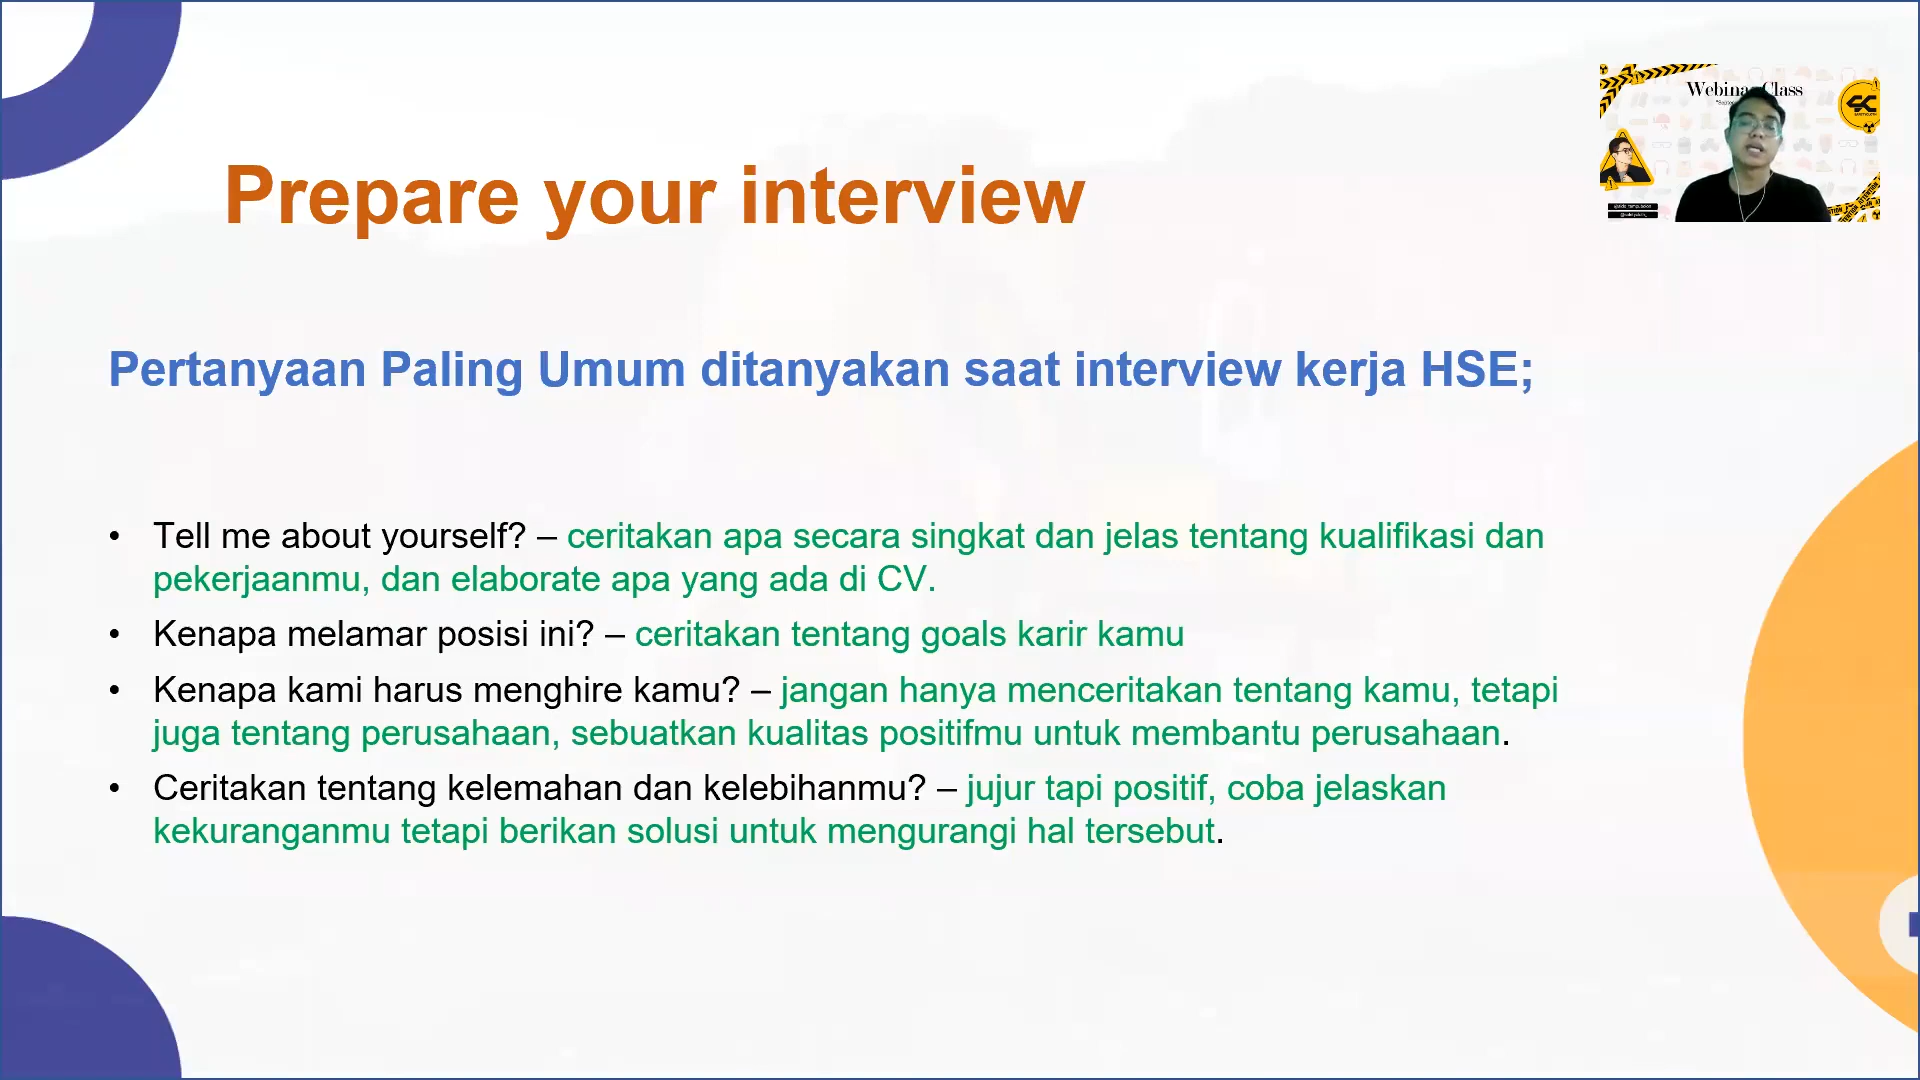 Webinar Class
Prepare your interview
Pertanyaan Paling Umum ditanyakan saat interview kerja HSE;
• Tell me about yourself? – ceritakan apa secara singkat dan jelas tentang kualifikasi dan
pekerjaanmu, dan elaborate apa yang ada di CV.
• Kenapa melamar posisi ini? – ceritakan tentang goals karir kamu
• Kenapa kami harus menghire kamu? – jangan hanya menceritakan tentang kamu, tetapi
juga tentang perusahaan, sebuatkan kualitas positifmu untuk membantu perusahaan.
• Ceritakan tentang kelemahan dan kelebihanmu? – jujur tapi positif, coba jelaskan
kekuranganmu tetapi berikan solusi untuk mengurangi hal tersebut.